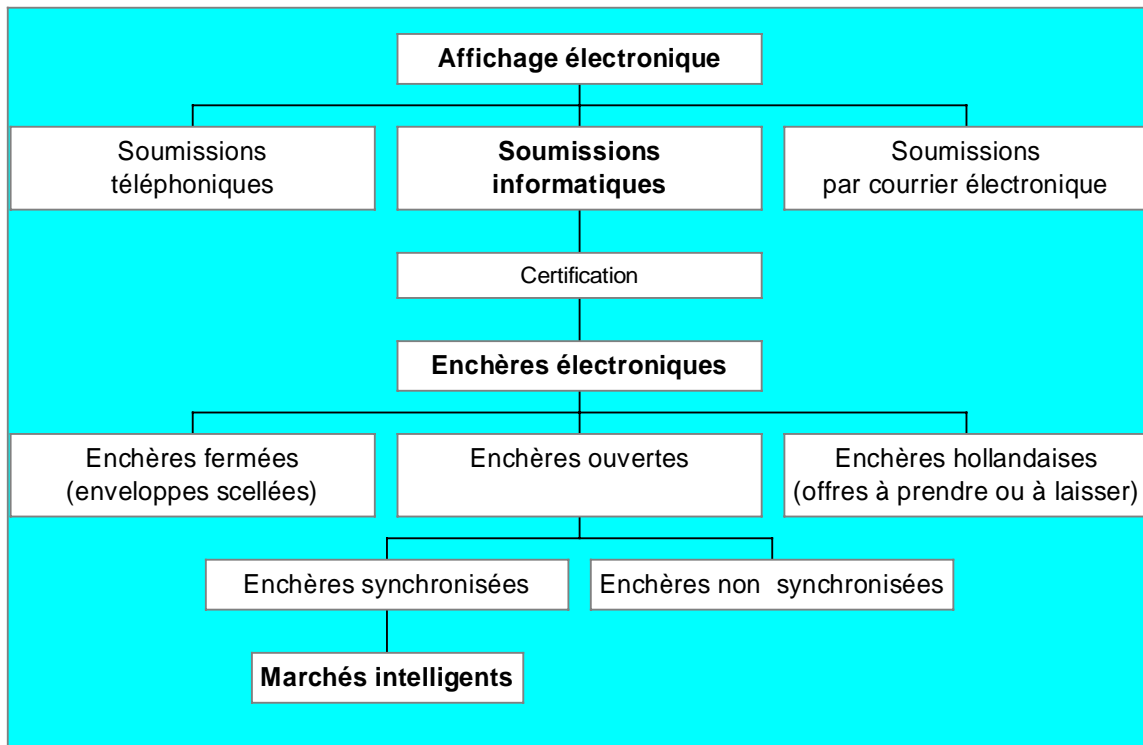 Affichage électronique
Soumissions
téléphoniques
Soumissions
informatiques
Soumissions
par courrier électronique
Certification
Enchères électroniques
Enchères fermées
(enveloppes scellées)
Enchères ouvertes
Enchères hollandaises
(offres à prendre ou à laisser)
Enchères synchronisées
Enchères non synchronisées
Marchés intelligents